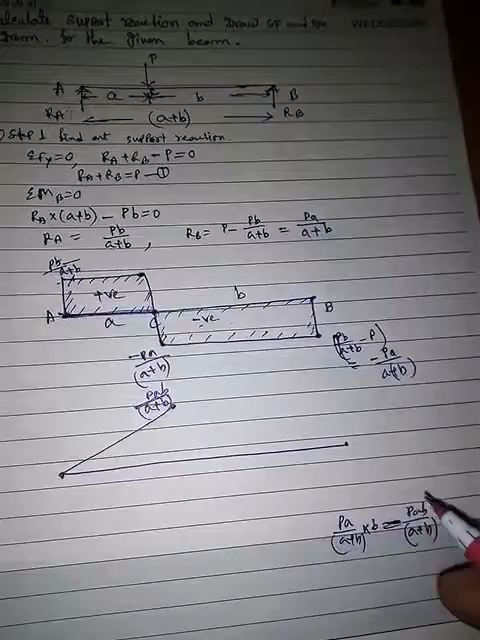 alculate support reaction and draw SF and
for the given beam.
P
A a b B
RA (a+b) RB
Step 1 find out support reaction.
ΣFy=0, RA+RB-P=0
RA+RB=P-①
ΣMB=0
RA×(a+b) - Pb=0
RA = Pb/(a+b), RB= P- Pb/(a+b) = Pa/(a+b)
Pb/(a+b)
+ve b
A a C -ve B
-Pa/(a+b) (Pb/(a+b) -P)
= -Pa/(a+b)
Pab/(a+b)
Pa/(a+b) ×b = Pab/(a+b)